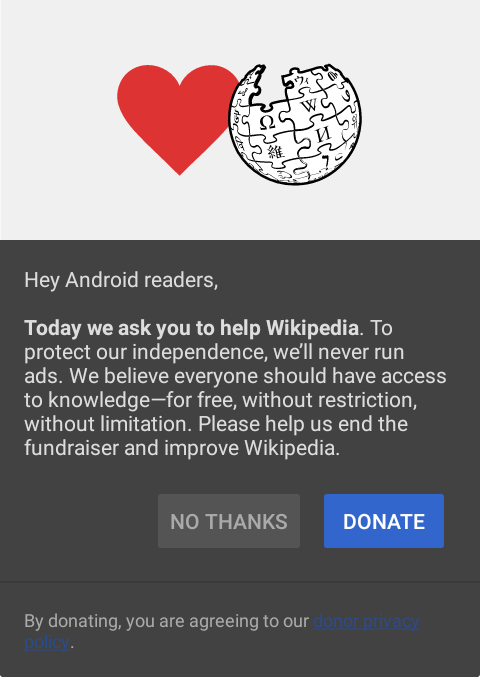 Ω
W
И
維
Hey Android readers,
Today we ask you to help Wikipedia. To
protect our independence, we’ll never run
ads. We believe everyone should have access
to knowledge—for free, without restriction,
without limitation. Please help us end the
fundraiser and improve Wikipedia.
NO THANKS
DONATE
By donating, you are agreeing to our donor privacy
policy.